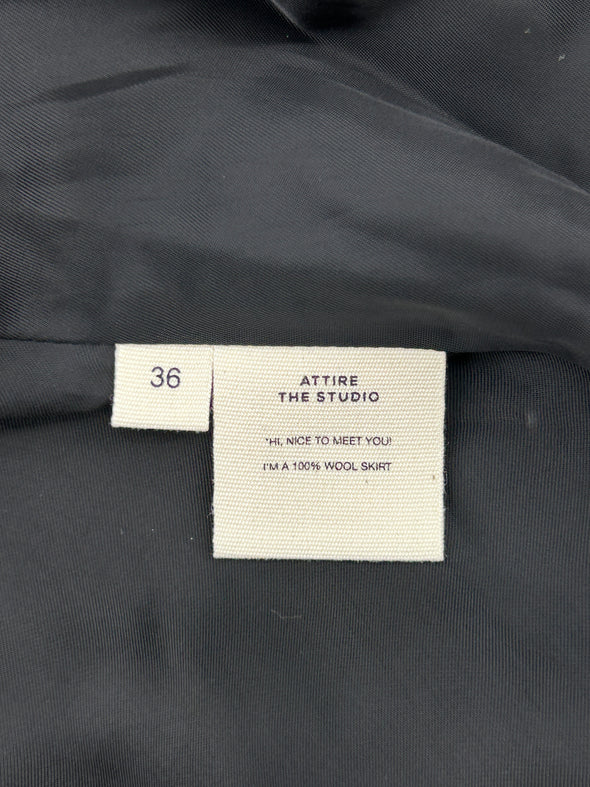 36
ATTIRE
THE STUDIO
"HI, NICE TO MEET YOU!
I'M A 100% WOOL SKIRT